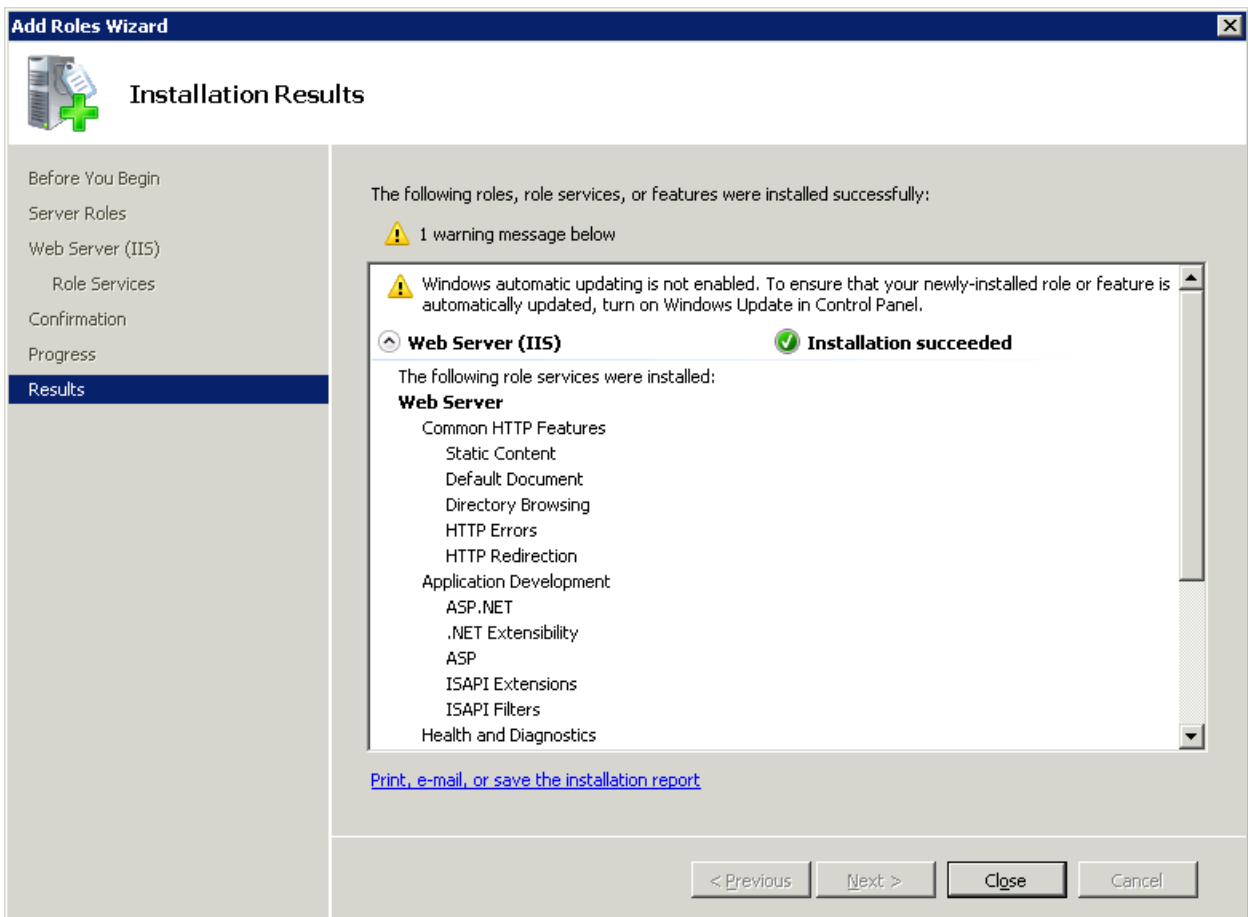 Add Roles Wizard
Installation Results
Before You Begin
Server Roles
Web Server (IIS)
Role Services
Confirmation
Progress
Results
The following roles, role services, or features were installed successfully:
1 warning message below
Windows automatic updating is not enabled. To ensure that your newly-installed role or feature is
automatically updated, turn on Windows Update in Control Panel.
Web Server (IIS) Installation succeeded
The following role services were installed:
Web Server
Common HTTP Features
Static Content
Default Document
Directory Browsing
HTTP Errors
HTTP Redirection
Application Development
ASP.NET
.NET Extensibility
ASP
ISAPI Extensions
ISAPI Filters
Health and Diagnostics
Print, e-mail, or save the installation report
< Previous Next > Close Cancel